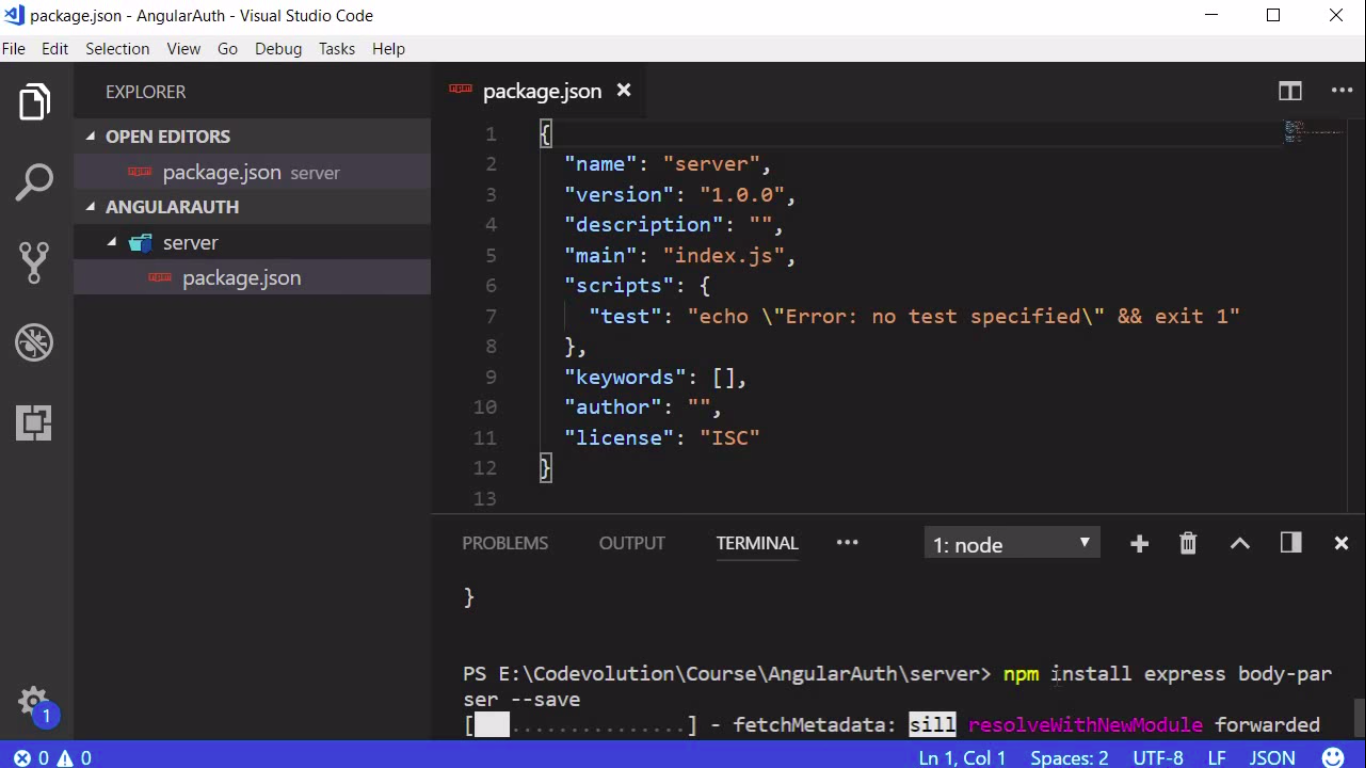 package.json - AngularAuth - Visual Studio Code
File Edit Selection View Go Debug Tasks Help
EXPLORER
OPEN EDITORS
package.json server
ANGULARAUTH
server
package.json
package.json
1 {
2 "name": "server",
3 "version": "1.0.0",
4 "description": "",
5 "main": "index.js",
6 "scripts": {
7 "test": "echo \"Error: no test specified\" && exit 1"
8 },
9 "keywords": [],
10 "author": "",
11 "license": "ISC"
12 }
13
PROBLEMS OUTPUT TERMINAL ••• 1: node
}
PS E:\Codevolution\Course\AngularAuth\server> npm install express body-par
ser --save
[ ...............] - fetchMetadata: sill resolveWithNewModule forwarded
1
0 0 Ln 1, Col 1 Spaces: 2 UTF-8 LF JSON